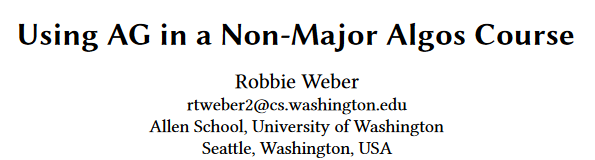 Using AG in a Non-Major Algos Course
Robbie Weber
rtweber2@cs.washington.edu
Allen School, University of Washington
Seattle, Washington, USA